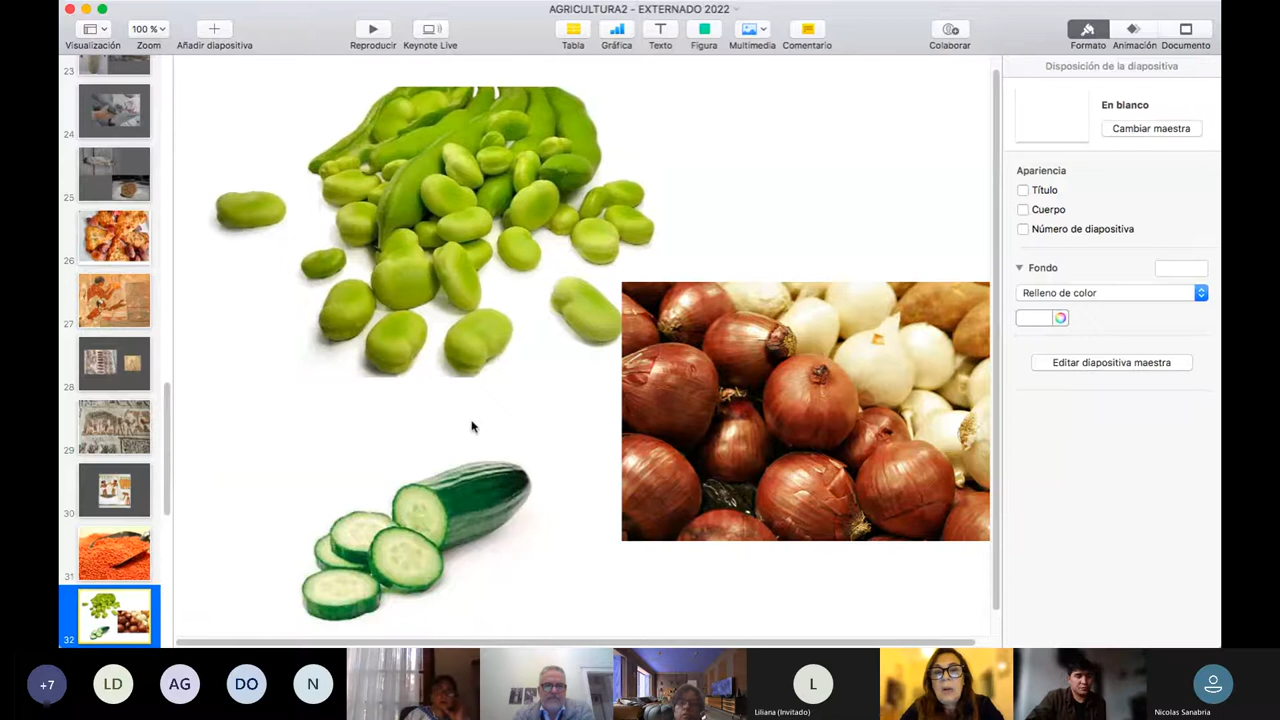 AGRICULTURA2 - EXTERNADO 2022
100 %
Visualización
Zoom
Añadir diapositiva
Reproducir
Keynote Live
Tabla
Gráfica
Texto
Figura
Multimedia
Comentario
Colaborar
Formato
Animación
Documento
Disposición de la diapositiva
En blanco
Cambiar maestra
Apariencia
Título
Cuerpo
Número de diapositiva
Fondo
Relleno de color
Editar diapositiva maestra
23
24
25
26
27
28
29
30
31
32
+7
LD
AG
DO
N
L
Liliana (Invitado)
Nicolas Sanabria